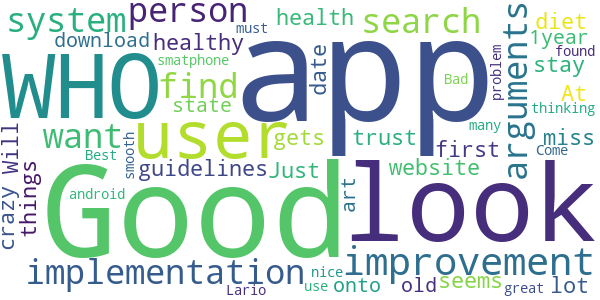 system
person
health
search
download
healthy
must
diet
smatphone
1year
found
WHO
app
find
date
arguments
stay
state
Bad
problem
At
thinking
want
user
gets
trust
many
miss
Best
smooth
Just
first
Come
crazy
Will
things
guidelines
website
android
Good
art
look
implementation
nice
onto
old
improvement
seems
Lario
use
great
lot